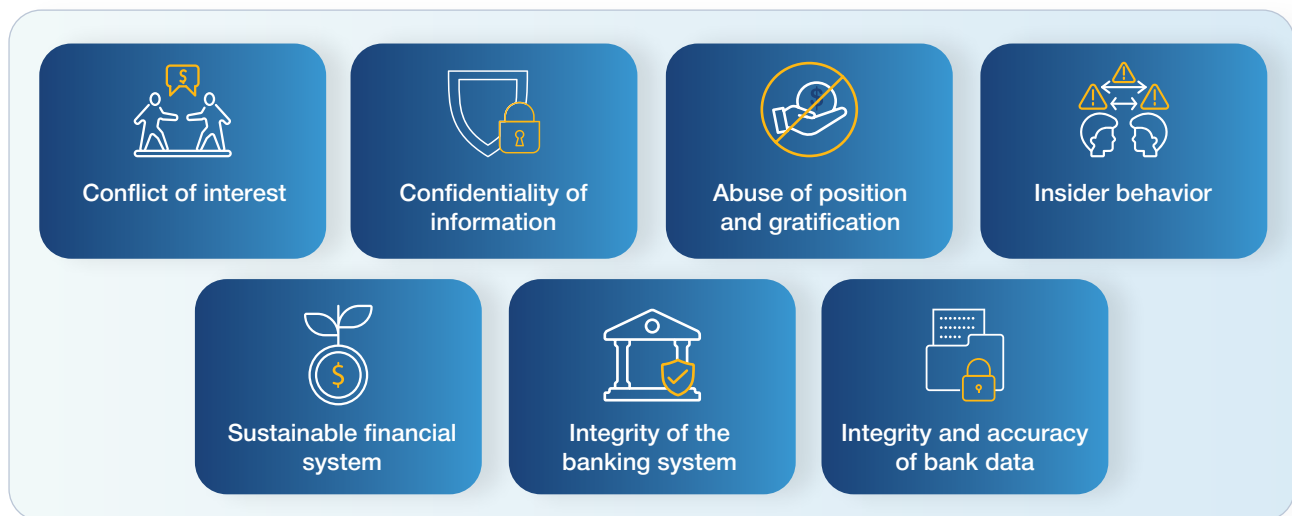 $
Conflict of interest
Confidentiality of
information
$
Abuse of position
and gratification
Insider behavior
$
Sustainable financial
system
Integrity of the
banking system
Integrity and accuracy
of bank data